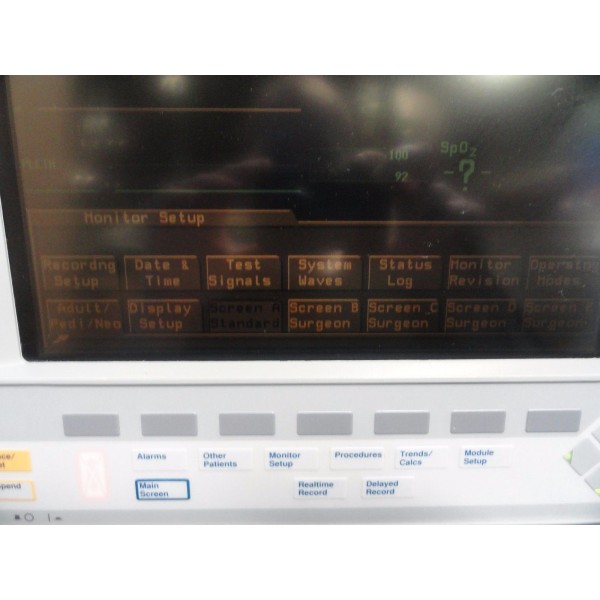 PLETH
100
SpO2
92
-?-
Monitor Setup
Recordng Date & Test System Status Monitor
Setup Time Signals Waves Log Revision Modes
Adult/ Display Screen A Screen B Screen C Screen D Screen
Pedi/Neo Setup Standard Surgeon Surgeon Surgeon Surgeon
Alarms Other Monitor Procedures Trends/ Module
Patients Setup Calcs Setup
Main Realtime Delayed
Screen Record Record